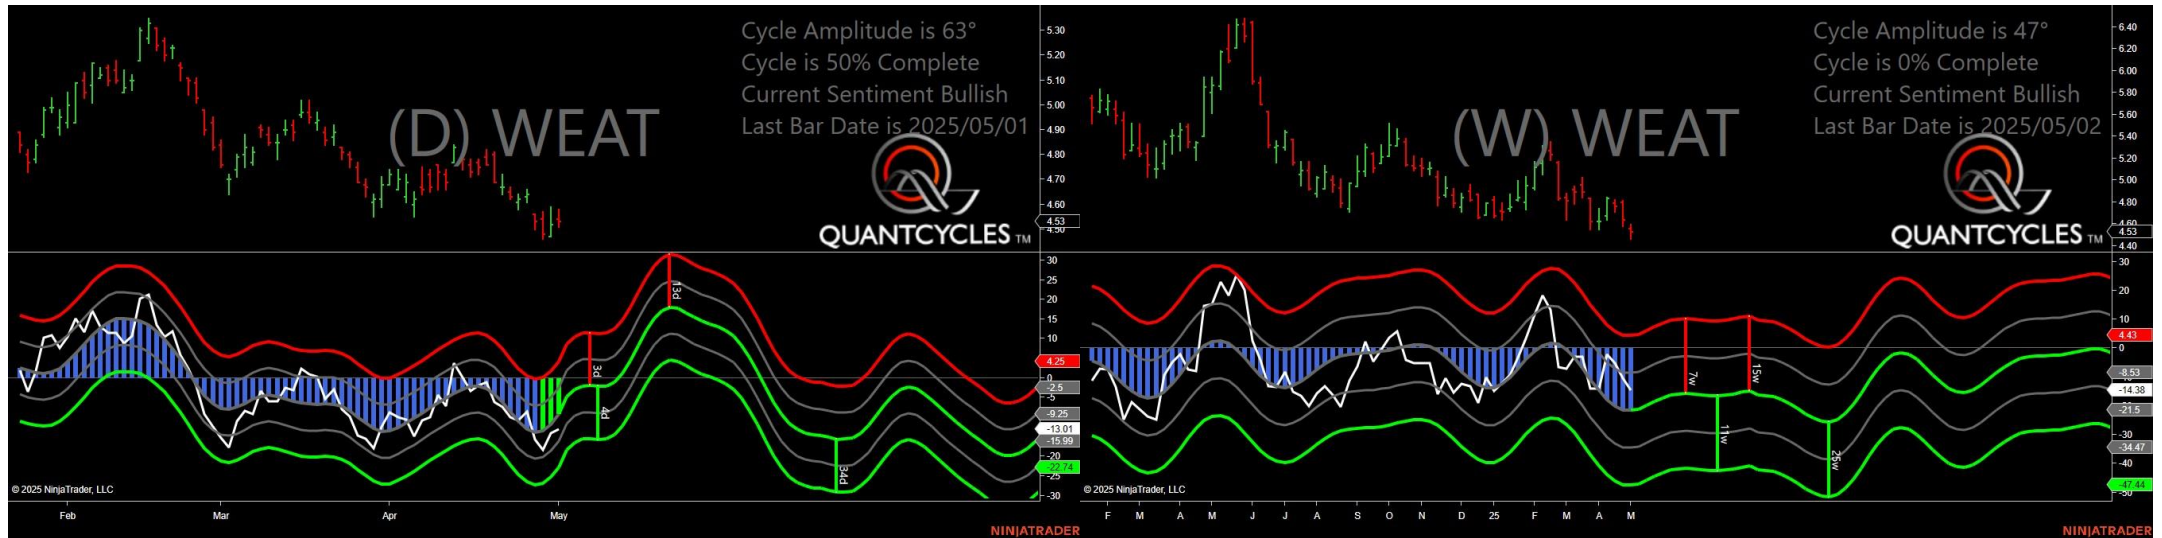 Cycle Amplitude is 63°
Cycle is 50% Complete
Current Sentiment Bullish
Last Bar Date is 2025/05/01
(D) WEAT
QUANTCYCLES TM
5.30
5.20
5.10
5.00
4.90
4.80
4.70
4.60
4.53
4.50
30
25
20
15
10
4.25
0
-2.5
-5
-9.25
-13.01
-15.99
-20
-22.74
-25
-30
13d
3d
4d
34d
© 2025 NinjaTrader, LLC
Feb
Mar
Apr
May
NINJATRADER
Cycle Amplitude is 47°
Cycle is 0% Complete
Current Sentiment Bullish
Last Bar Date is 2025/05/02
(W) WEAT
QUANTCYCLES TM
6.40
6.00
5.80
5.60
5.40
5.20
5.00
4.80
4.60
4.53
4.40
30
20
10
4.43
0
-8.53
-14.38
-21.5
-30
-34.47
-40
-47.44
-50
7w
15w
11w
25w
© 2025 NinjaTrader, LLC
F
M
A
M
J
J
A
S
O
N
D
25
F
M
A
M
NINJATRADER